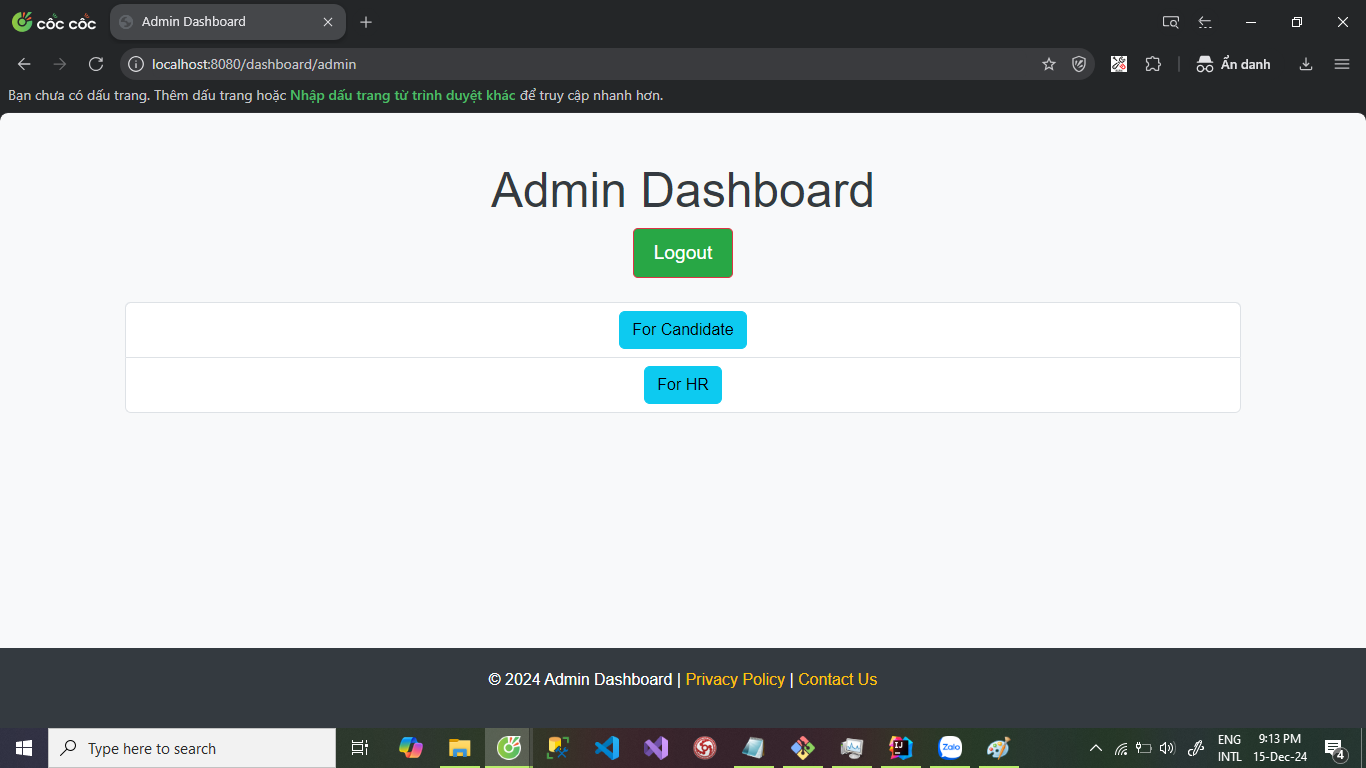 cốc cốc
Admin Dashboard
localhost:8080/dashboard/admin
Ẩn danh
Bạn chưa có dấu trang. Thêm dấu trang hoặc Nhập dấu trang từ trình duyệt khác để truy cập nhanh hơn.
Admin Dashboard
Logout
For Candidate
For HR
© 2024 Admin Dashboard | Privacy Policy | Contact Us
Type here to search
Zalo
ENG
INTL
9:13 PM
15-Dec-24
4